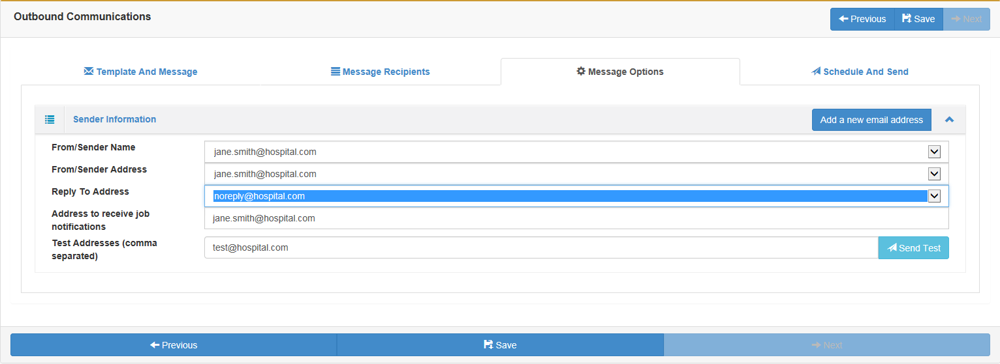 Outbound Communications
Previous
Save
Next
Template And Message
Message Recipients
Message Options
Schedule And Send
Sender Information
Add a new email address
From/Sender Name
jane.smith@hospital.com
From/Sender Address
jane.smith@hospital.com
Reply To Address
noreply@hospital.com
Address to receive job
notifications
jane.smith@hospital.com
Test Addresses (comma
separated)
test@hospital.com
Send Test
Previous
Save
Next